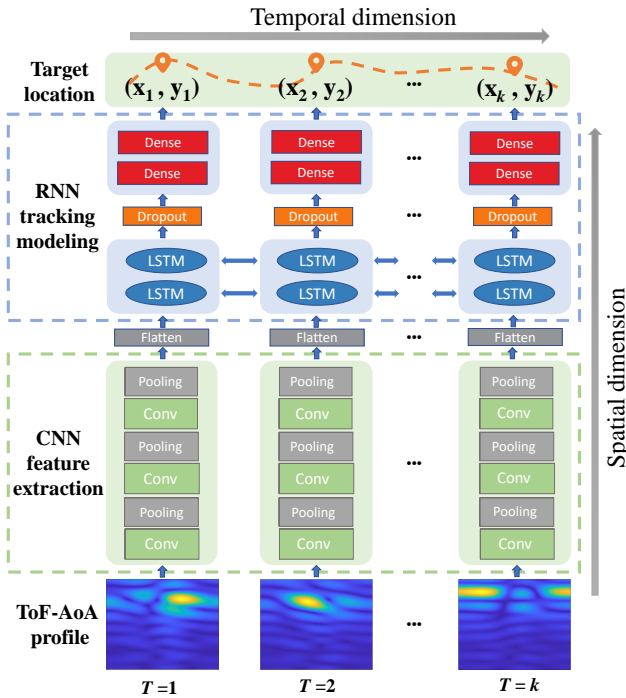 Temporal dimension
Target
location
(x₁ , y₁)
(x₂ , y₂)
...
(xₖ , yₖ)
RNN
tracking
modeling
Dense
Dense
Dense
Dense
Dense
Dense
...
Dropout
Dropout
...
Dropout
LSTM
LSTM
LSTM
LSTM
LSTM
LSTM
...
Flatten
Flatten
...
Flatten
CNN
feature
extraction
Pooling
Conv
Pooling
Conv
Pooling
Conv
Pooling
Conv
Pooling
Conv
Pooling
Conv
...
Pooling
Conv
Pooling
Conv
Pooling
Conv
Spatial dimension
ToF-AoA
profile
...
T =1
T =2
T = k